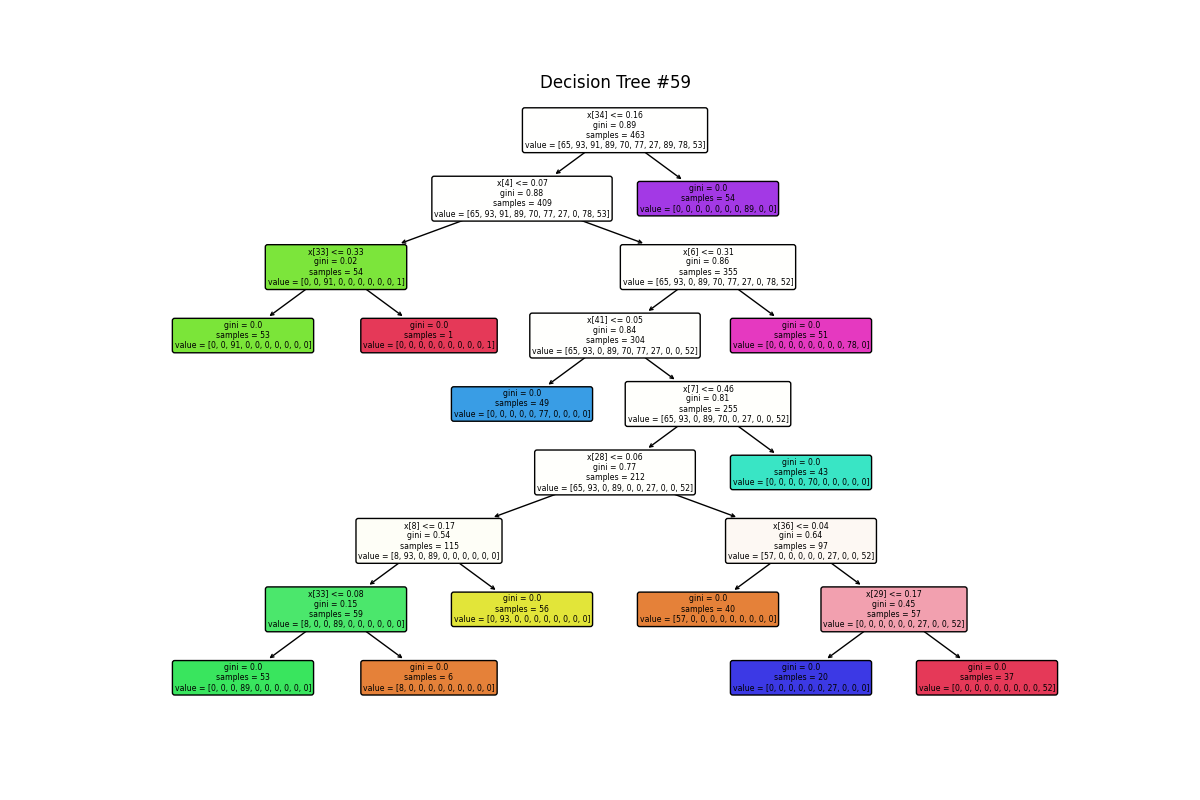 Decision Tree #59
x[34] <= 0.16
gini = 0.89
samples = 463
value = [65, 93, 91, 89, 70, 77, 27, 89, 78, 53]
x[4] <= 0.07
gini = 0.88
samples = 409
value = [65, 93, 91, 89, 70, 77, 27, 0, 78, 53]
gini = 0.0
samples = 54
value = [0, 0, 0, 0, 0, 0, 0, 89, 0, 0]
x[33] <= 0.33
gini = 0.02
samples = 54
value = [0, 0, 91, 0, 0, 0, 0, 0, 0, 1]
x[6] <= 0.31
gini = 0.86
samples = 355
value = [65, 93, 0, 89, 70, 77, 27, 0, 78, 52]
gini = 0.0
samples = 53
value = [0, 0, 91, 0, 0, 0, 0, 0, 0, 0]
gini = 0.0
samples = 1
value = [0, 0, 0, 0, 0, 0, 0, 0, 0, 1]
x[41] <= 0.05
gini = 0.84
samples = 304
value = [65, 93, 0, 89, 70, 77, 27, 0, 0, 52]
gini = 0.0
samples = 51
value = [0, 0, 0, 0, 0, 0, 0, 0, 78, 0]
gini = 0.0
samples = 49
value = [0, 0, 0, 0, 0, 77, 0, 0, 0, 0]
x[7] <= 0.46
gini = 0.81
samples = 255
value = [65, 93, 0, 89, 70, 0, 27, 0, 0, 52]
x[28] <= 0.06
gini = 0.77
samples = 212
value = [65, 93, 0, 89, 0, 0, 27, 0, 0, 52]
gini = 0.0
samples = 43
value = [0, 0, 0, 0, 70, 0, 0, 0, 0, 0]
x[8] <= 0.17
gini = 0.54
samples = 115
value = [8, 93, 0, 89, 0, 0, 0, 0, 0, 0]
x[36] <= 0.04
gini = 0.64
samples = 97
value = [57, 0, 0, 0, 0, 0, 27, 0, 0, 52]
x[33] <= 0.08
gini = 0.15
samples = 59
value = [8, 0, 0, 89, 0, 0, 0, 0, 0, 0]
gini = 0.0
samples = 56
value = [0, 93, 0, 0, 0, 0, 0, 0, 0, 0]
gini = 0.0
samples = 40
value = [57, 0, 0, 0, 0, 0, 0, 0, 0, 0]
x[29] <= 0.17
gini = 0.45
samples = 57
value = [0, 0, 0, 0, 0, 0, 27, 0, 0, 52]
gini = 0.0
samples = 53
value = [0, 0, 0, 89, 0, 0, 0, 0, 0, 0]
gini = 0.0
samples = 6
value = [8, 0, 0, 0, 0, 0, 0, 0, 0, 0]
gini = 0.0
samples = 20
value = [0, 0, 0, 0, 0, 0, 27, 0, 0, 0]
gini = 0.0
samples = 37
value = [0, 0, 0, 0, 0, 0, 0, 0, 0, 52]